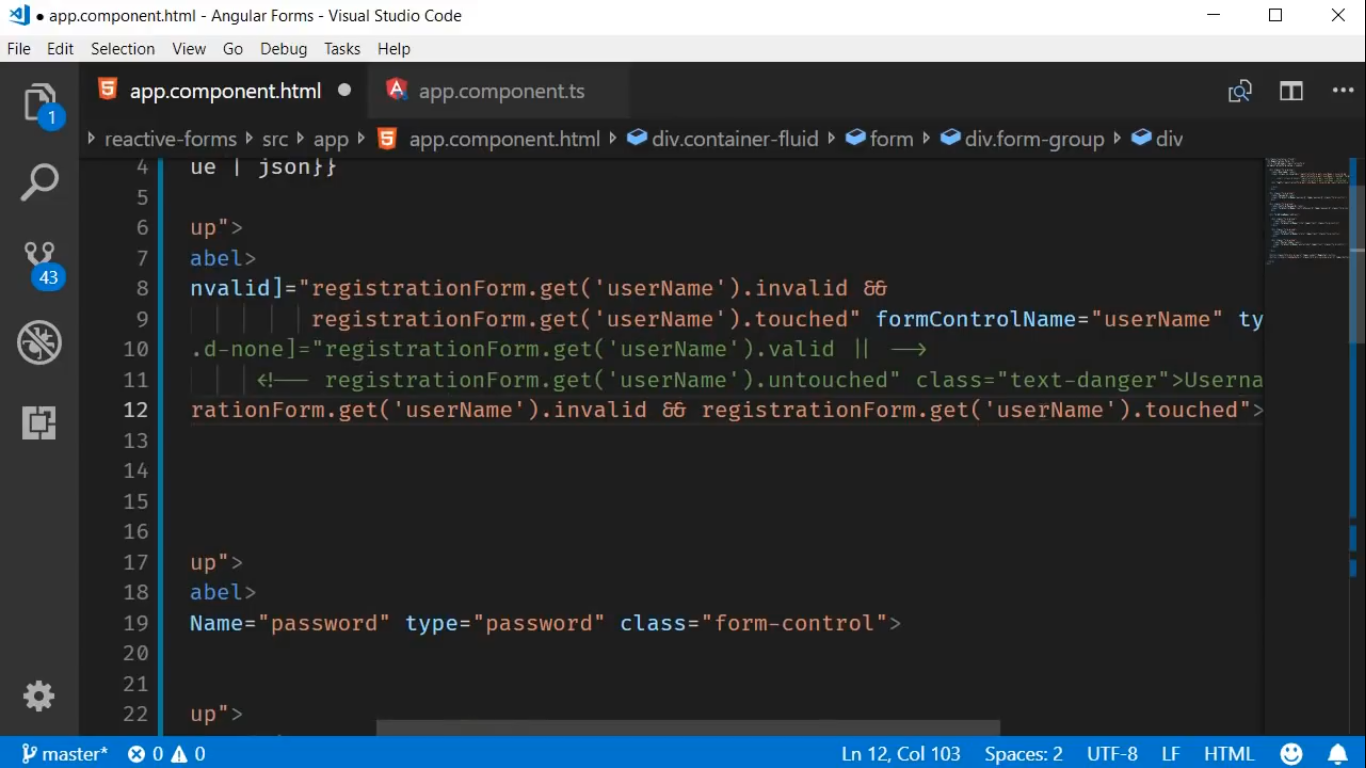 app.component.html - Angular Forms - Visual Studio Code
File Edit Selection View Go Debug Tasks Help
app.component.html app.component.ts
reactive-forms src app app.component.html div.container-fluid form div.form-group div
4 ue | json}}
5
6 up">
7 abel>
8 nvalid]="registrationForm.get('userName').invalid &&
9 registrationForm.get('userName').touched" formControlName="userName" ty
10 .d-none]="registrationForm.get('userName').valid || -->
11 <!-- registrationForm.get('userName').untouched" class="text-danger">Userna
12 rationForm.get('userName').invalid && registrationForm.get('userName').touched">
13
14
15
16
17 up">
18 abel>
19 Name="password" type="password" class="form-control">
20
21
22 up">
1
43
master* 0 0 Ln 12, Col 103 Spaces: 2 UTF-8 LF HTML